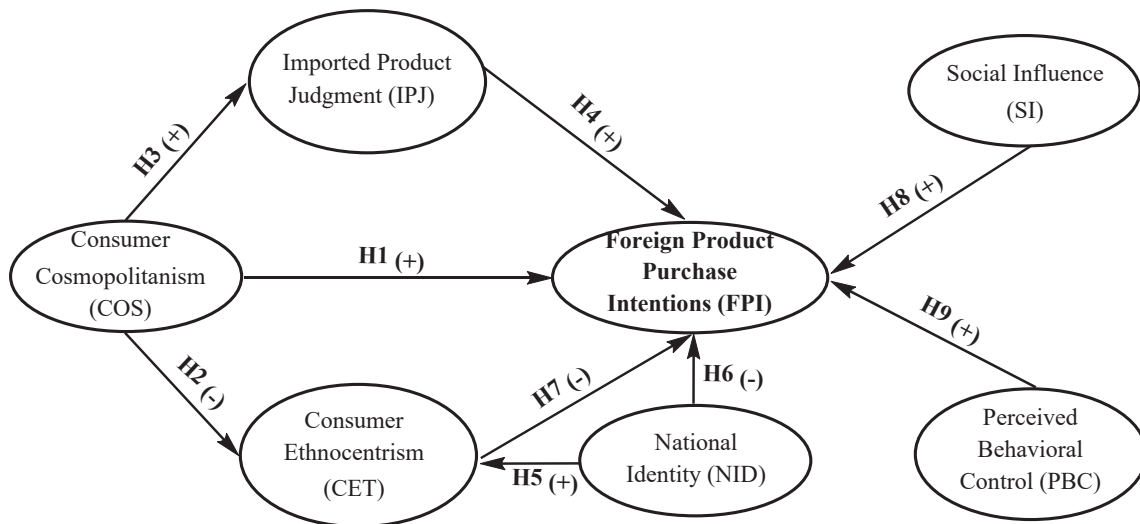 Imported Product
Judgment (IPJ)
Social Influence
(SI)
H3 (+)
H4 (+)
H8 (+)
Consumer
Cosmopolitanism
(COS)
H1 (+)
Foreign Product
Purchase
Intentions (FPI)
H2 (-)
H7 (-)
H6 (-)
H9 (+)
Consumer
Ethnocentrism
(CET)
H5 (+)
National
Identity (NID)
Perceived
Behavioral
Control (PBC)